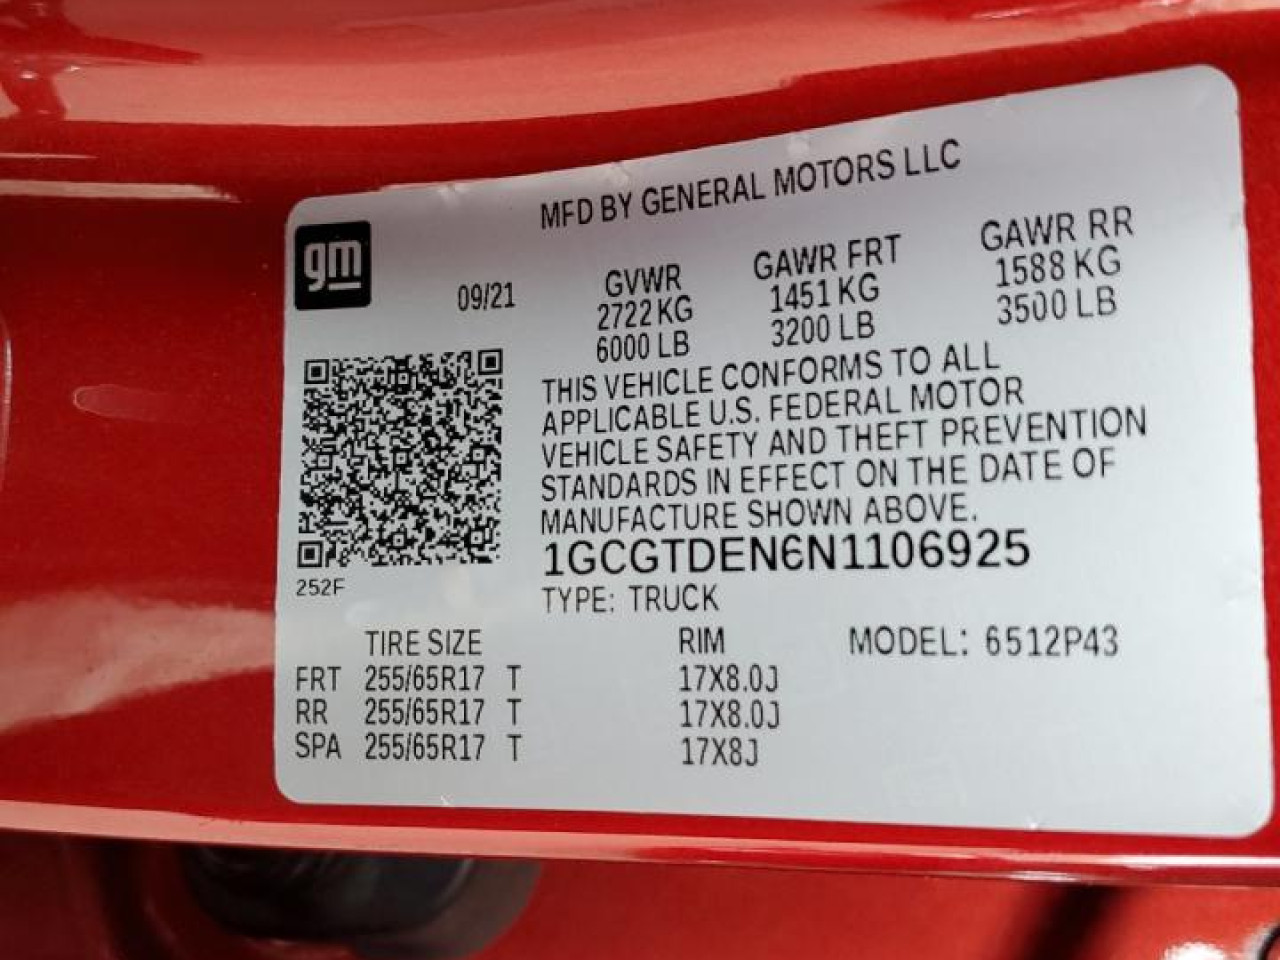 MFD BY GENERAL MOTORS LLC
gm
09/21
GVWR
2722 KG
6000 LB
GAWR FRT
1451 KG
3200 LB
GAWR RR
1588 KG
3500 LB
THIS VEHICLE CONFORMS TO ALL
APPLICABLE U.S. FEDERAL MOTOR
VEHICLE SAFETY AND THEFT PREVENTION
STANDARDS IN EFFECT ON THE DATE OF
MANUFACTURE SHOWN ABOVE.
1GCGTDEN6N1106925
252F
TYPE: TRUCK
TIRE SIZE RIM MODEL: 6512P43
FRT 255/65R17 T 17X8.0J
RR 255/65R17 T 17X8.0J
SPA 255/65R17 T 17X8J